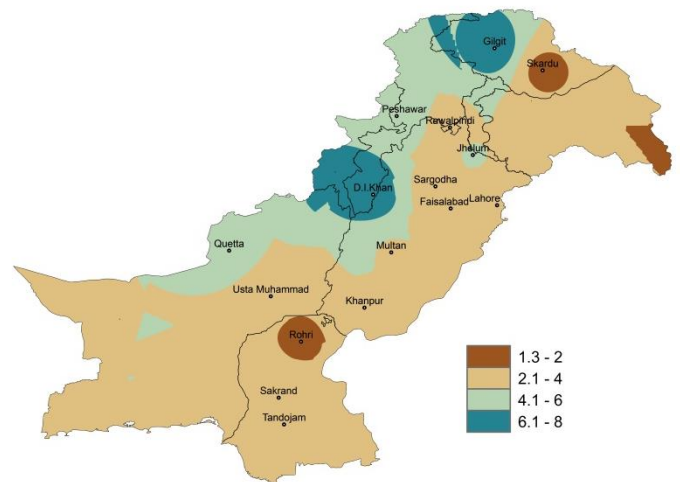 Gilgit
Skardu
Peshawar
Rawalpindi
Jhelum
D.I.Khan
Sargodha
Faisalabad
Lahore
Quetta
Multan
Usta Muhammad
Khanpur
Rohri
Sakrand
Tandojam
1.3 - 2
2.1 - 4
4.1 - 6
6.1 - 8